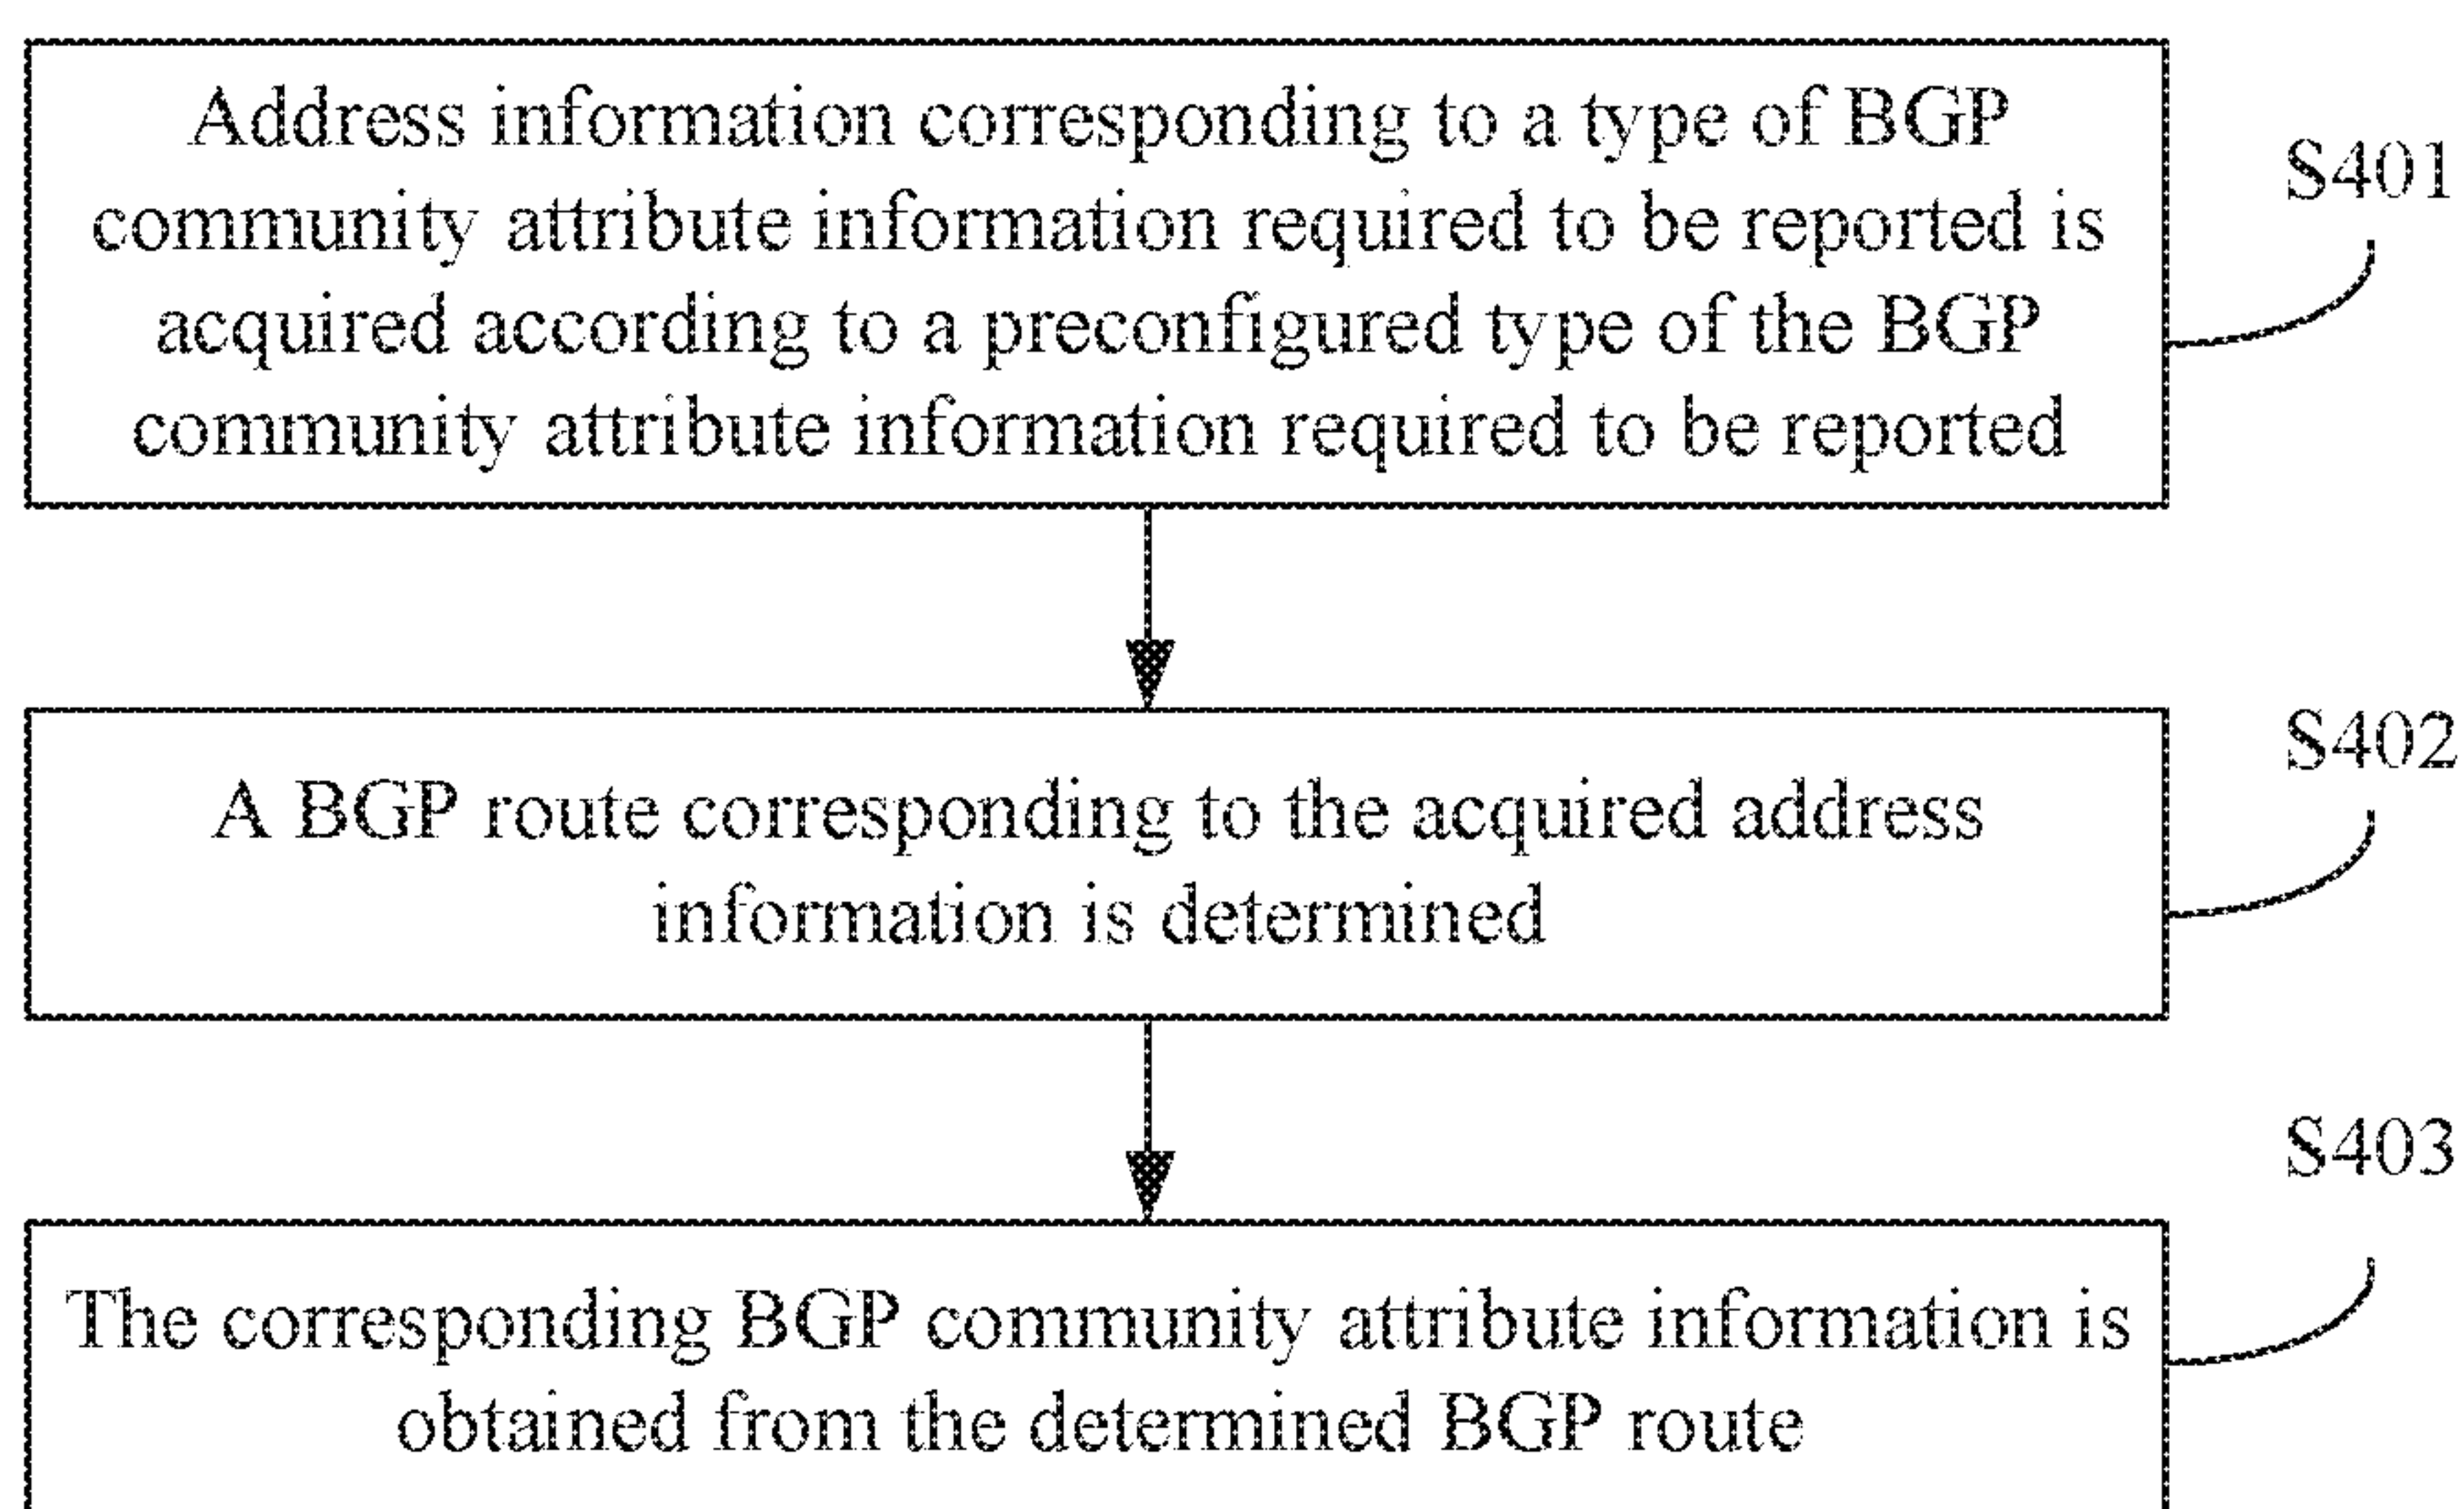 Address information corresponding to a type of BGP
community attribute information required to be reported is
acquired according to a preconfigured type of the BGP
community attribute information required to be reported
S401
A BGP route corresponding to the acquired address
information is determined
S402
The corresponding BGP community attribute information is
obtained from the determined BGP route
S403